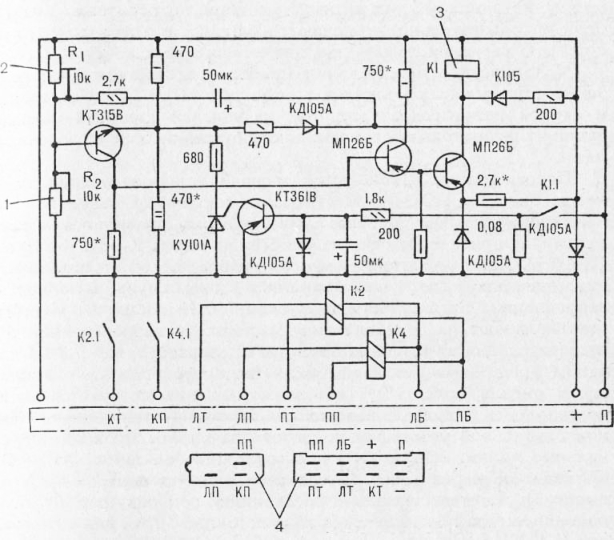 3
2
R1
10к
2.7к
КТ315В
470
50мк
+
КД105А
750*
К1
К105
200
МП26Б
МП26Б
680
470
R2
10к
1
470*
КТ361В
1,8к
200
2,7к*
К1.1
750*
КУ101А
КД105А
50мк
+
0,08
КД105А
КД105А
К2
К4
К2.1
К4.1
- КТ КП ЛТ ЛП ПТ ПП ЛБ ПБ + П
ПП
ЛП КП
ПП ЛБ + П
ПТ ЛТ КТ -
4